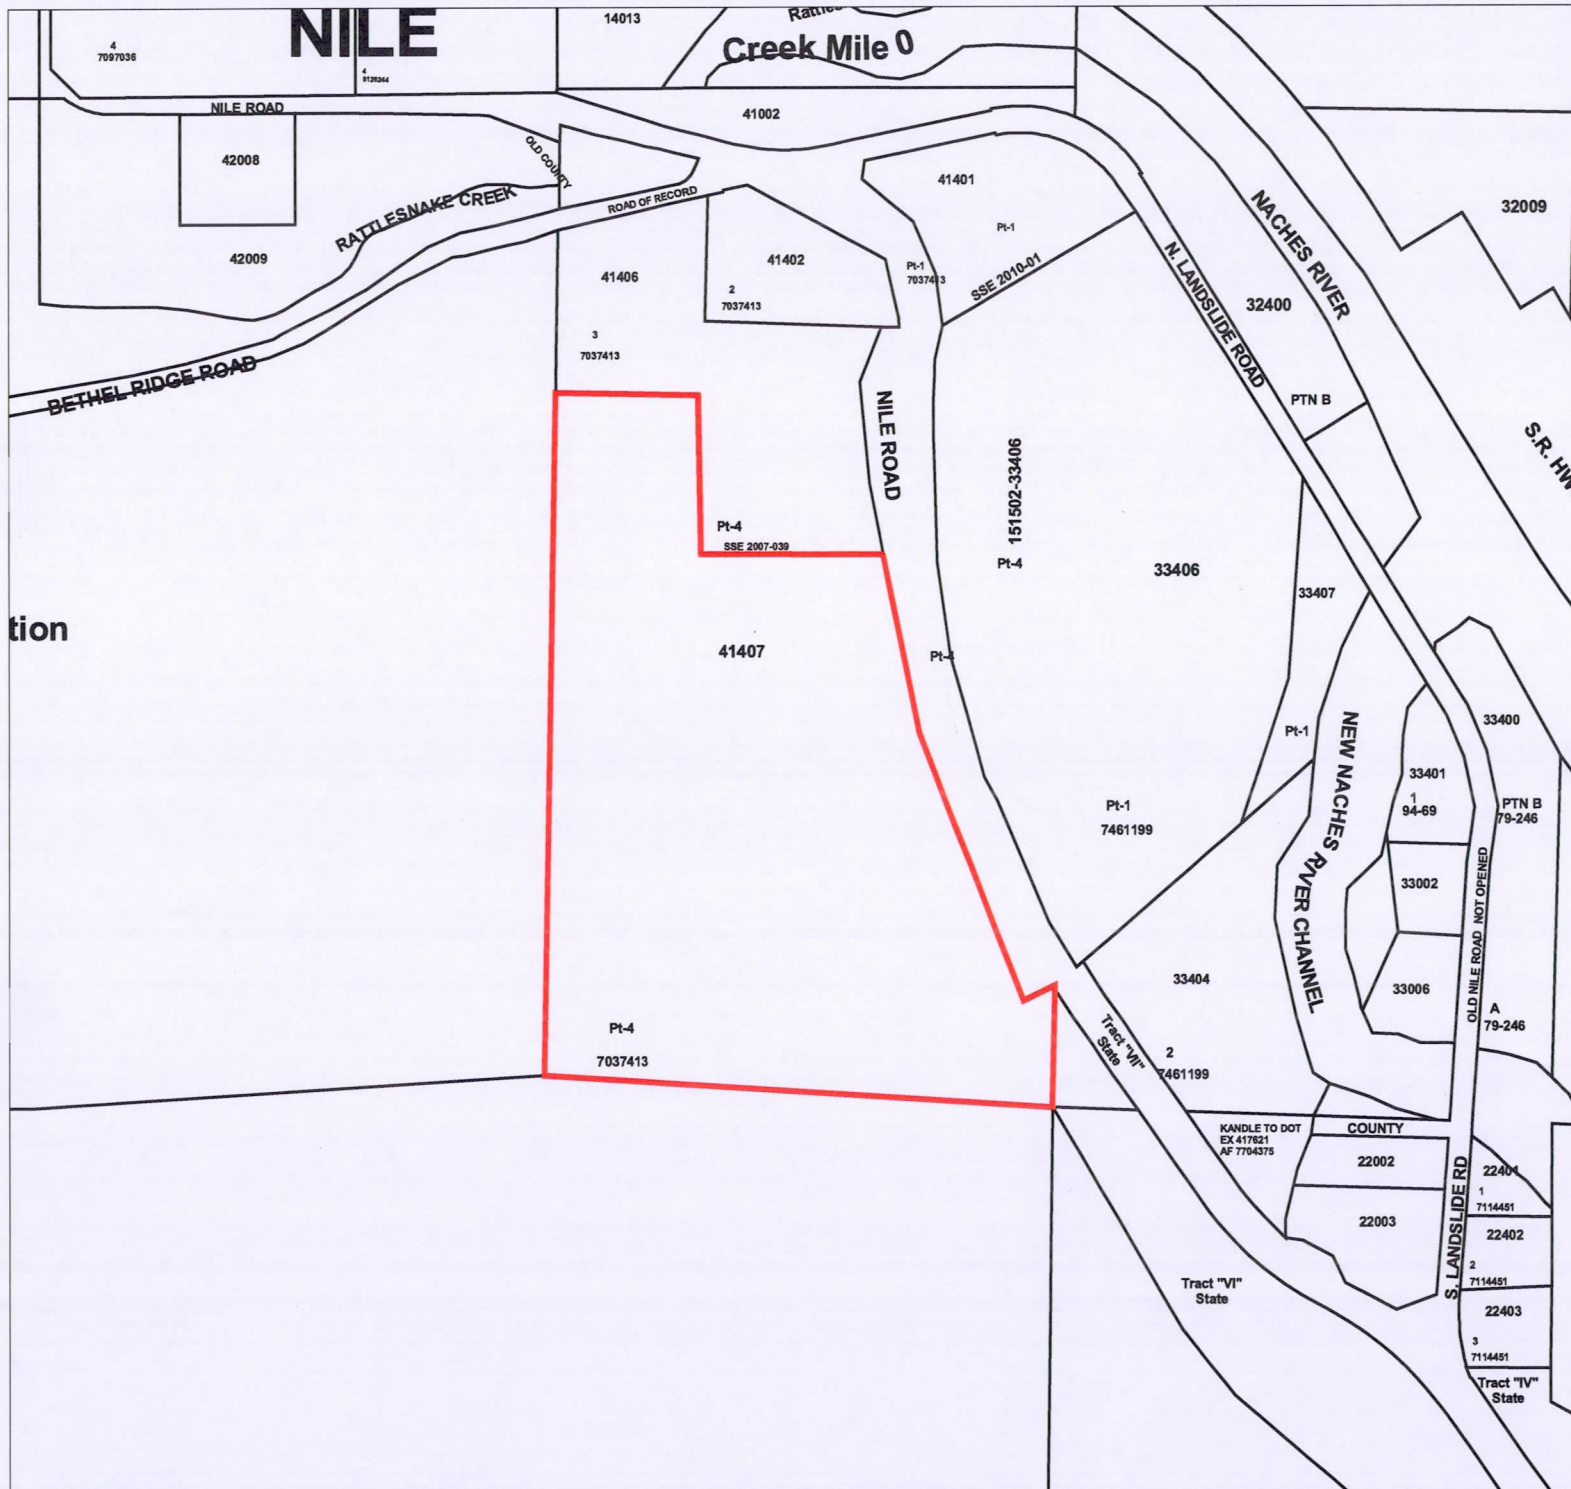 NILE
14013
Creek Mile 0
4
7097036
4
NILE ROAD
41002
42008
OLD COUNTY
41401
RATTLESNAKE CREEK
ROAD OF RECORD
NACHES RIVER
32009
Pt-1
42009
41406
41402
Pt-1
7037413
SSE 2010-01
N. LANDSLIDE ROAD
32400
2
7037413
3
7037413
BETHEL RIDGE ROAD
NILE ROAD
PTN B
S.R. HW
151502-33406
Pt-4
SSE 2007-039
Pt-4
33406
33407
tion
41407
Pt-4
NEW NACHES RIVER CHANNEL
33400
Pt-1
33401
1
94-69
PTN B
79-246
Pt-1
7461199
33002
OLD NILE ROAD NOT OPENED
33404
33006
A
79-246
Pt-4
7037413
Tract "VII"
State
2
7461199
KANDLE TO DOT
EX 417621
AF 7704375
COUNTY
22002
22401
1
7114451
22003
S. LANDSLIDE RD
22402
2
7114451
Tract "VI"
State
22403
3
7114451
Tract "IV"
State